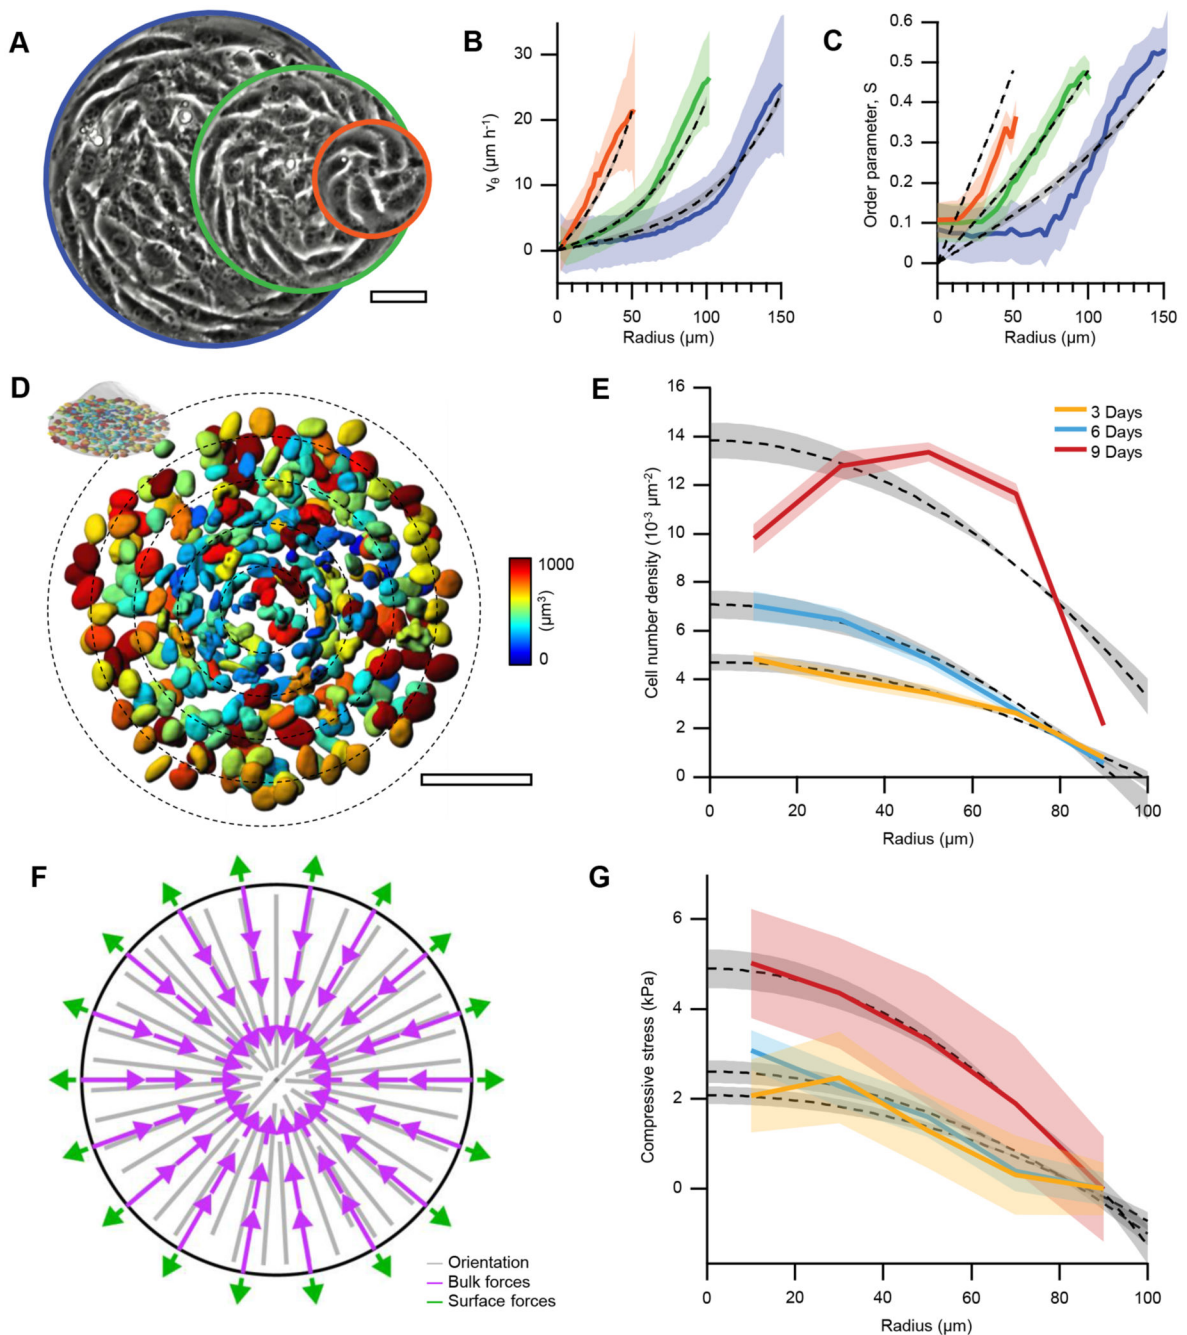 A
B
30
20
10
0
vθ (µm h⁻¹)
0 50 100 150
Radius (µm)
C
0.6
0.5
0.4
0.3
0.2
0.1
0
Order parameter, S
0 50 100 150
Radius (µm)
D
1000
(µm³)
0
E
16
14
12
10
8
6
4
2
0
Cell number density (10⁻³ µm⁻²)
3 Days
6 Days
9 Days
0 20 40 60 80 100
Radius (µm)
F
Orientation
Bulk forces
Surface forces
G
6
4
2
0
Compressive stress (kPa)
0 20 40 60 80 100
Radius (µm)